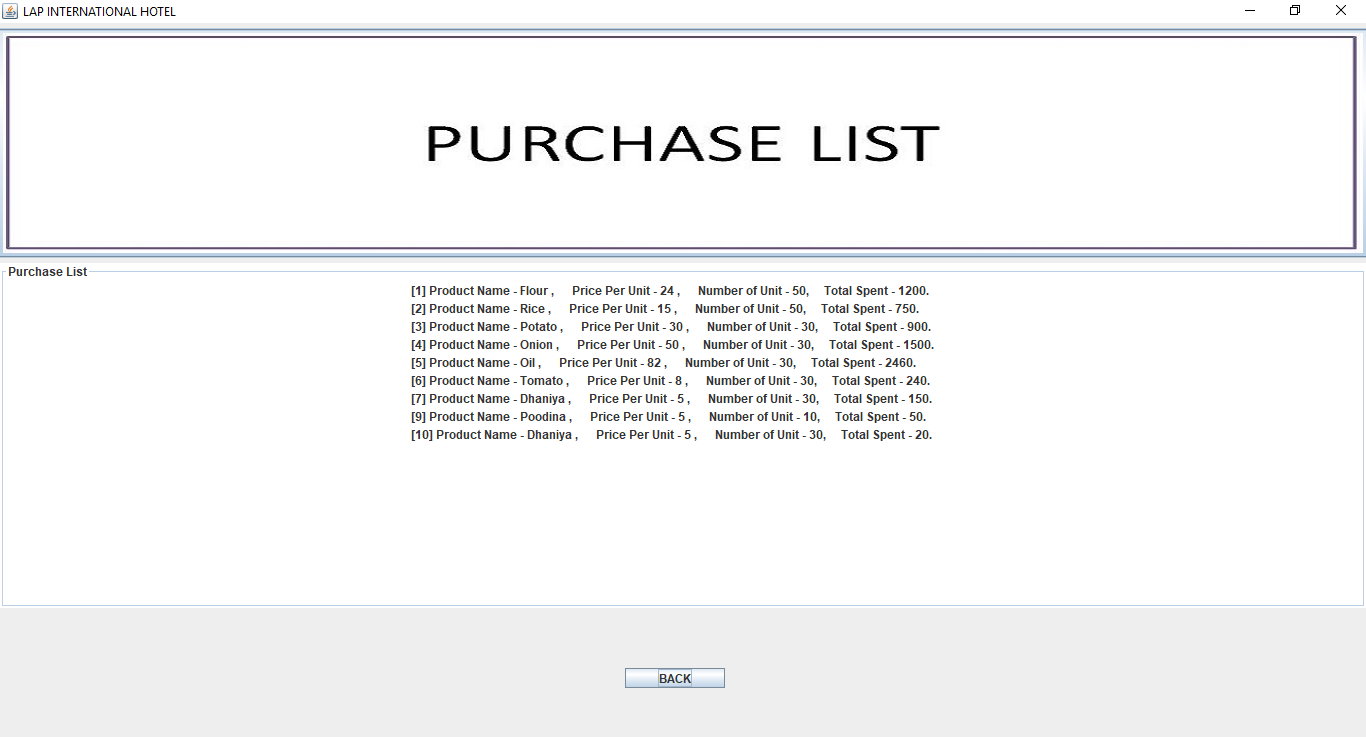 LAP INTERNATIONAL HOTEL
PURCHASE LIST
Purchase List
[1] Product Name - Flour , Price Per Unit - 24 , Number of Unit - 50, Total Spent - 1200.
[2] Product Name - Rice , Price Per Unit - 15 , Number of Unit - 50, Total Spent - 750.
[3] Product Name - Potato , Price Per Unit - 30 , Number of Unit - 30, Total Spent - 900.
[4] Product Name - Onion , Price Per Unit - 50 , Number of Unit - 30, Total Spent - 1500.
[5] Product Name - Oil , Price Per Unit - 82 , Number of Unit - 30, Total Spent - 2460.
[6] Product Name - Tomato , Price Per Unit - 8 , Number of Unit - 30, Total Spent - 240.
[7] Product Name - Dhaniya , Price Per Unit - 5 , Number of Unit - 30, Total Spent - 150.
[9] Product Name - Poodina , Price Per Unit - 5 , Number of Unit - 10, Total Spent - 50.
[10] Product Name - Dhaniya , Price Per Unit - 5 , Number of Unit - 30, Total Spent - 20.
BACK